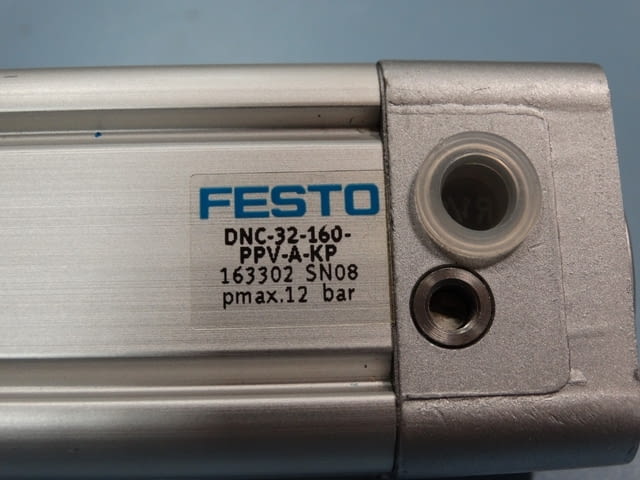 FESTO
DNC-32-160-
PPV-A-KP
163302 SN08
pmax.12 bar